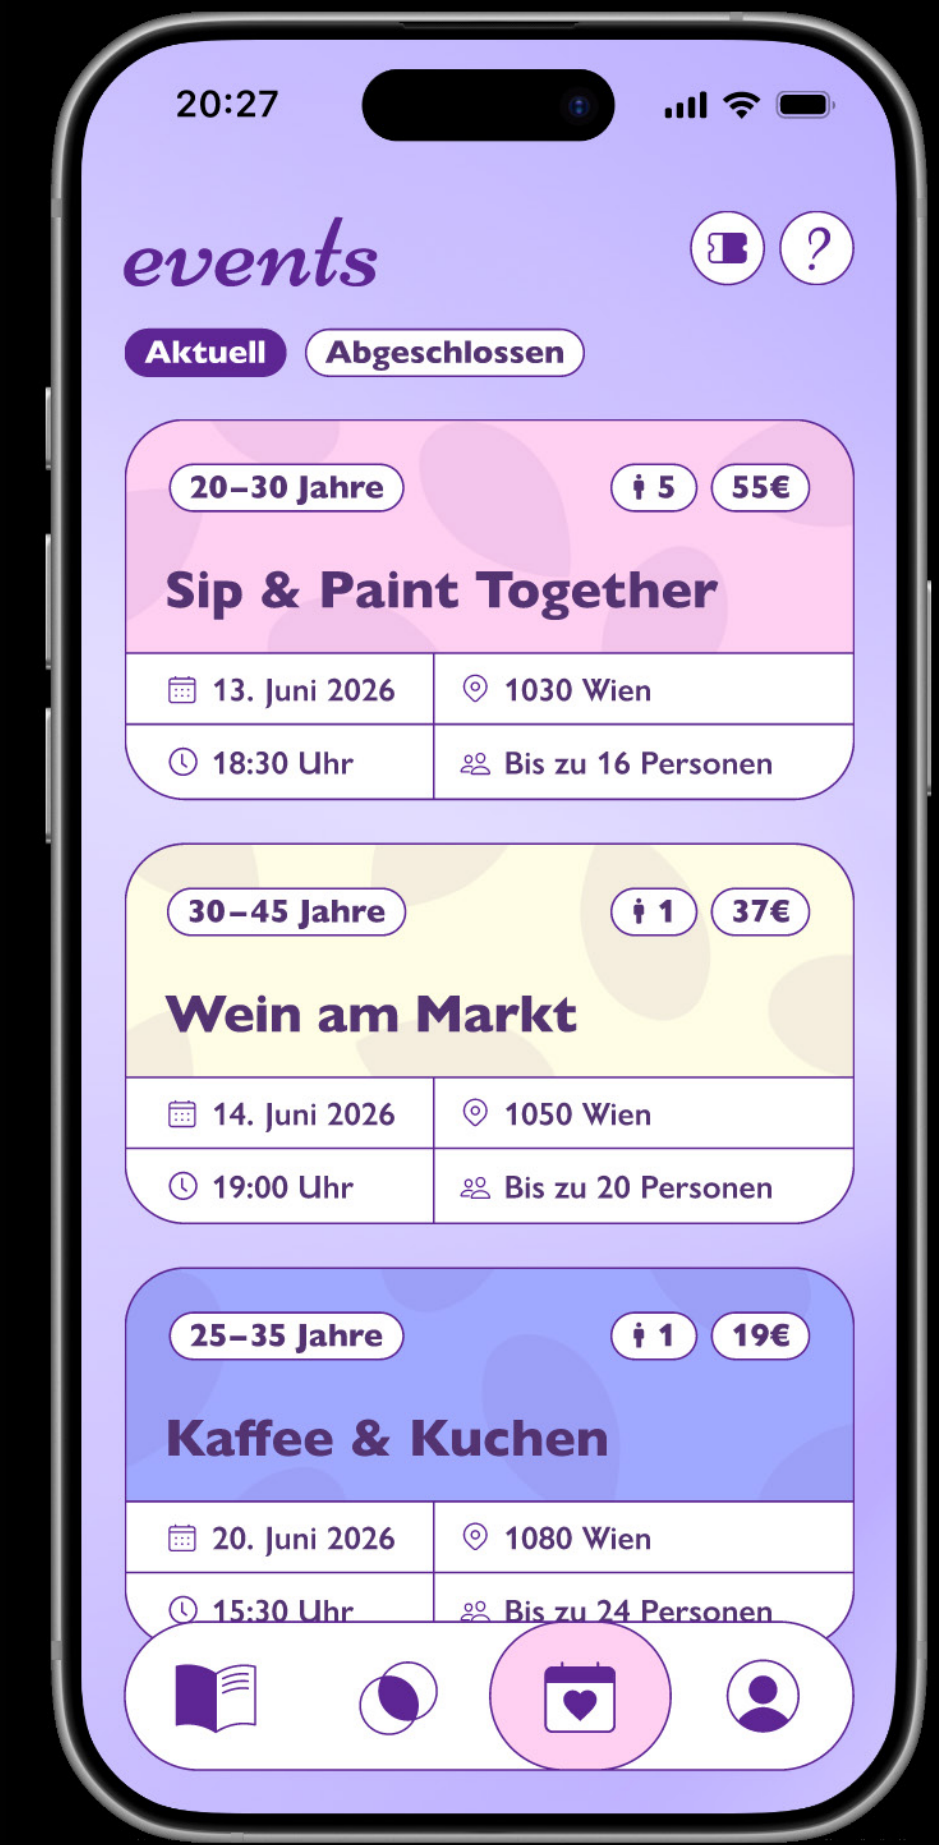 20:27
events
?
Aktuell Abgeschlossen
20–30 Jahre 5 55€
Sip & Paint Together
13. Juni 2026 1030 Wien
18:30 Uhr Bis zu 16 Personen
30–45 Jahre 1 37€
Wein am Markt
14. Juni 2026 1050 Wien
19:00 Uhr Bis zu 20 Personen
25–35 Jahre 1 19€
Kaffee & Kuchen
20. Juni 2026 1080 Wien
15:30 Uhr Bis zu 24 Personen